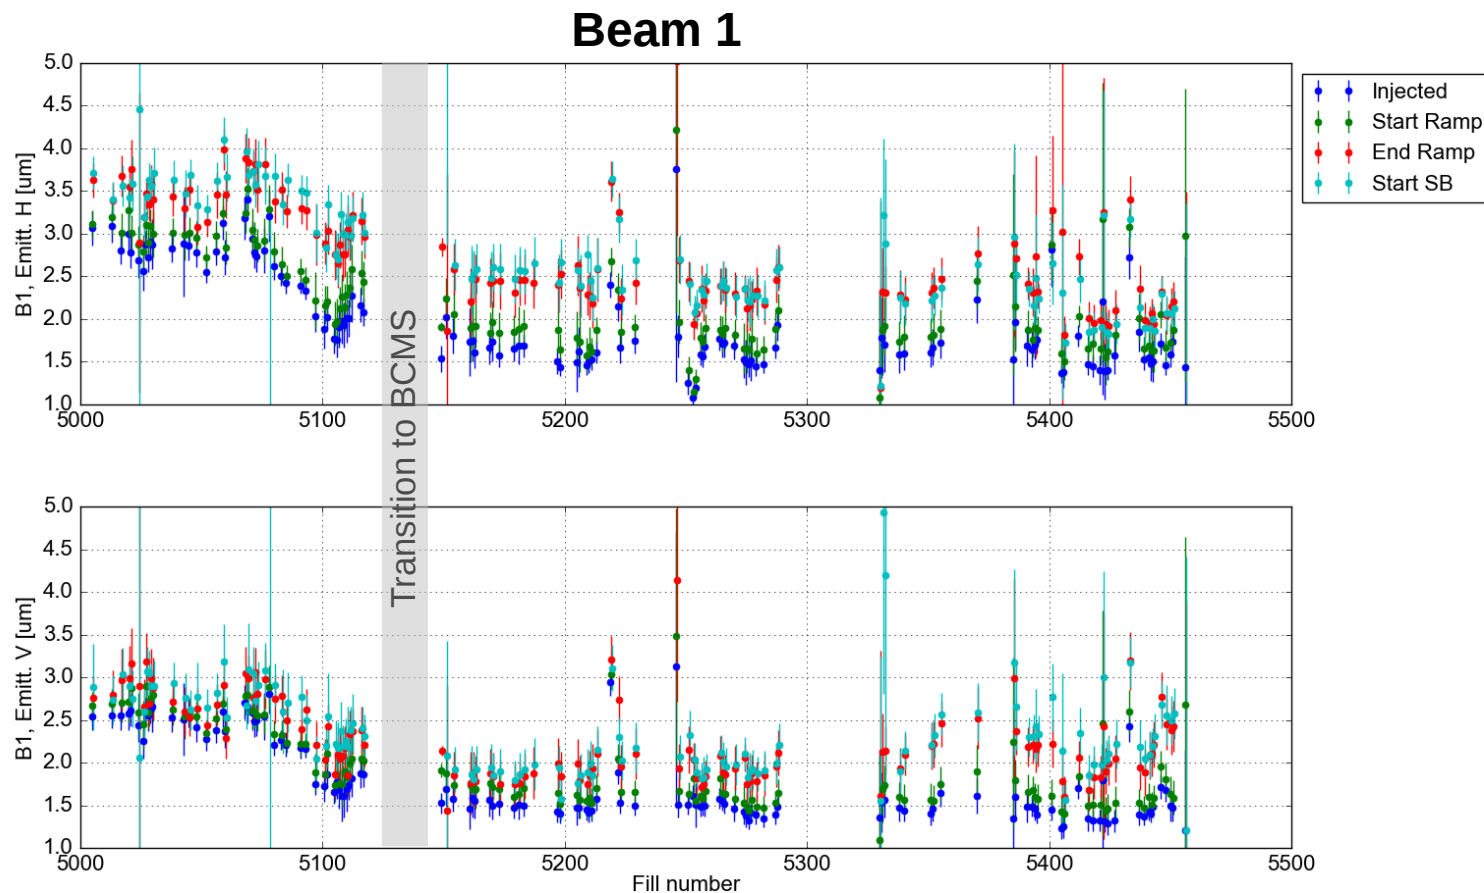 Beam 1
B1, Emitt. H [um]
5.0
4.5
4.0
3.5
3.0
2.5
2.0
1.5
1.0
5000 5100 5200 5300 5400 5500
Injected
Start Ramp
End Ramp
Start SB
Transition to BCMS
B1, Emitt. V [um]
5.0
4.5
4.0
3.5
3.0
2.5
2.0
1.5
1.0
5000 5100 5200 5300 5400 5500
Fill number